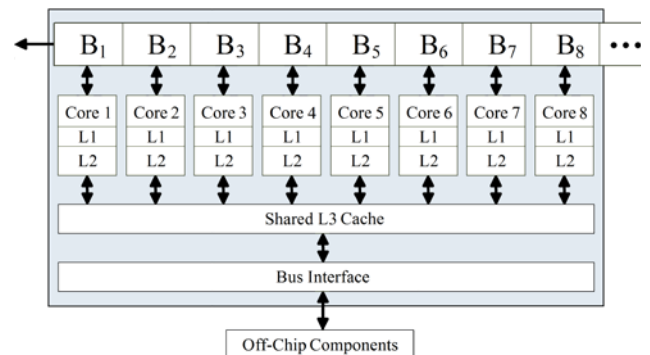 B1 B2 B3 B4 B5 B6 B7 B8 •••
Core 1 Core 2 Core 3 Core 4 Core 5 Core 6 Core 7 Core 8
L1 L1 L1 L1 L1 L1 L1 L1
L2 L2 L2 L2 L2 L2 L2 L2
Shared L3 Cache
Bus Interface
Off-Chip Components